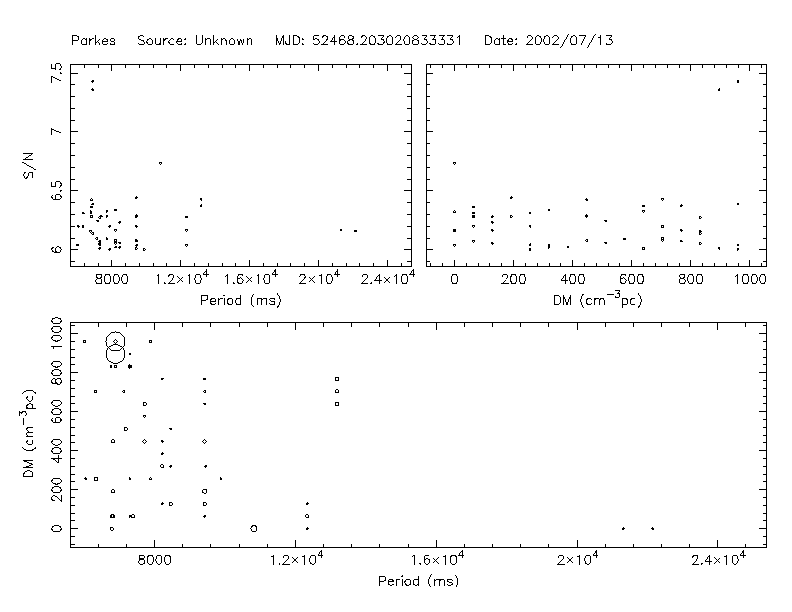 Parkes Source: Unknown MJD: 52468.203020833331 Date: 2002/07/13
7.5
7
6.5
6
S/N
8000 1.2×10⁴ 1.6×10⁴ 2×10⁴ 2.4×10⁴
Period (ms)
0 200 400 600 800 1000
DM (cm⁻³pc)
1000
800
600
400
200
0
DM (cm⁻³pc)
8000 1.2×10⁴ 1.6×10⁴ 2×10⁴ 2.4×10⁴
Period (ms)